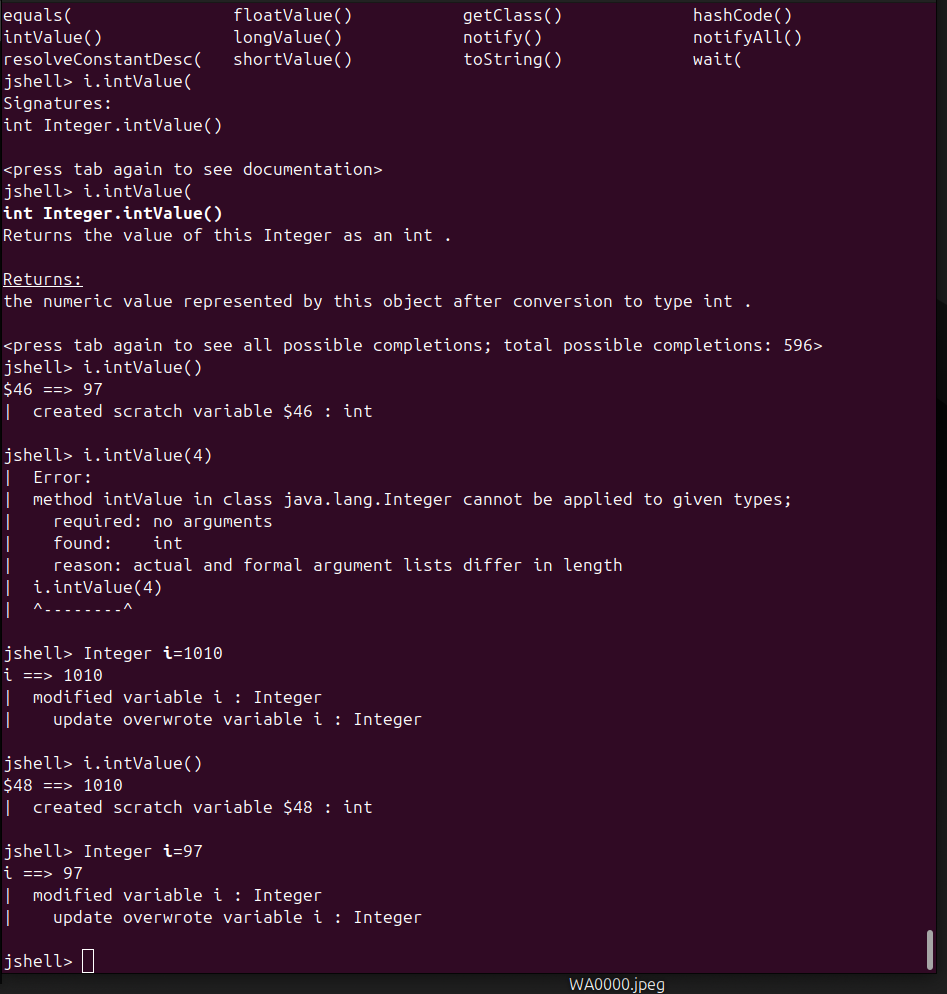 equals(                floatValue()           getClass()             hashCode()
intValue()             longValue()            notify()               notifyAll()
resolveConstantDesc(   shortValue()           toString()             wait(
jshell> i.intValue(
Signatures:
int Integer.intValue()

<press tab again to see documentation>
jshell> i.intValue(
int Integer.intValue()
Returns the value of this Integer as an int .

Returns:
the numeric value represented by this object after conversion to type int .

<press tab again to see all possible completions; total possible completions: 596>
jshell> i.intValue()
$46 ==> 97
|  created scratch variable $46 : int

jshell> i.intValue(4)
|  Error:
|  method intValue in class java.lang.Integer cannot be applied to given types;
|    required: no arguments
|    found:    int
|    reason: actual and formal argument lists differ in length
|  i.intValue(4)
|  ^--------^

jshell> Integer i=1010
i ==> 1010
|  modified variable i : Integer
|    update overwrote variable i : Integer

jshell> i.intValue()
$48 ==> 1010
|  created scratch variable $48 : int

jshell> Integer i=97
i ==> 97
|  modified variable i : Integer
|    update overwrote variable i : Integer

jshell>
WA0000.jpeg